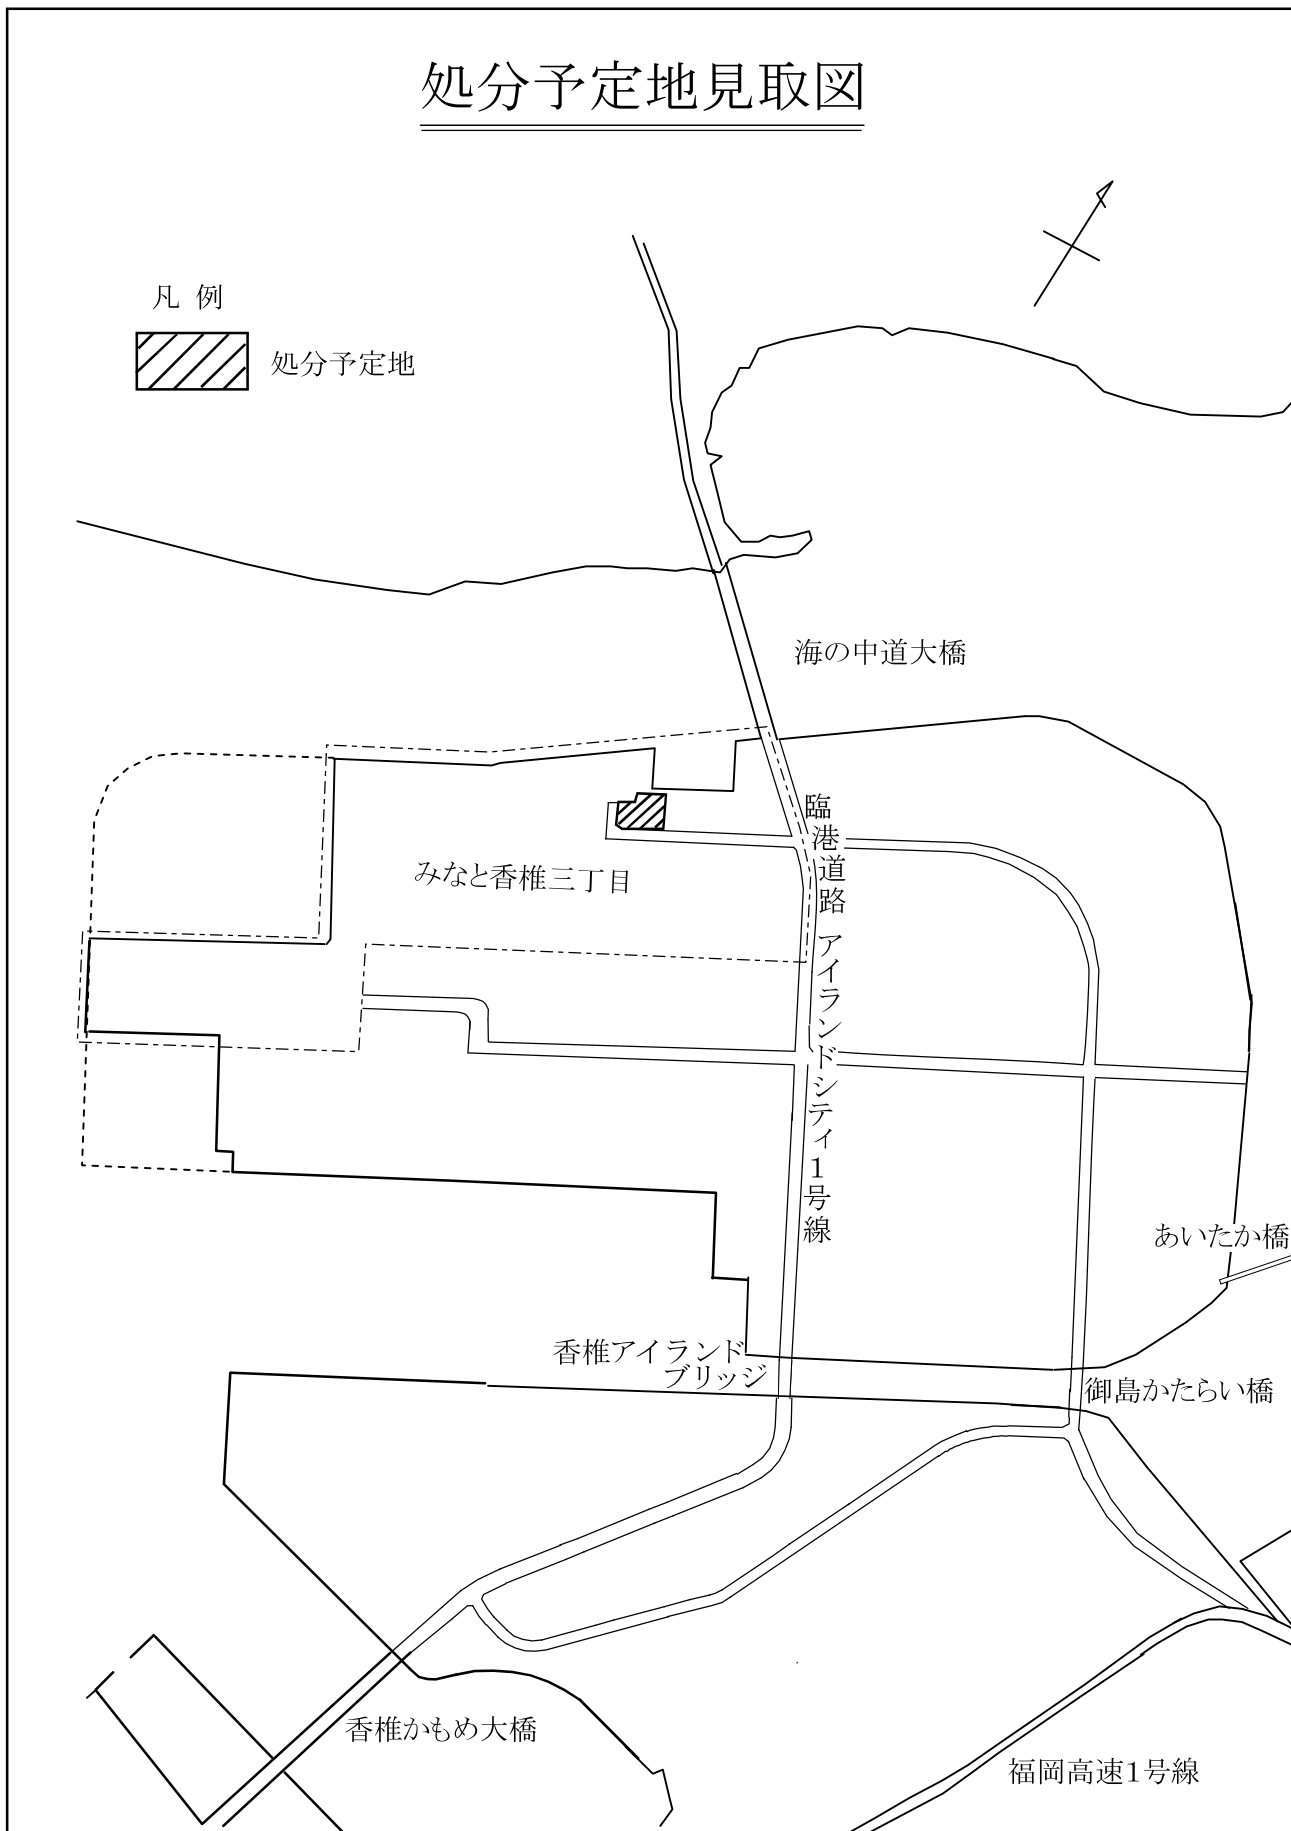 処分予定地見取図
凡 例
処分予定地
海の中道大橋
臨港道路 アイランドシティ1号線
みなと香椎三丁目
あいたか橋
香椎アイランド
ブリッジ
御島かたらい橋
香椎かもめ大橋
福岡高速1号線